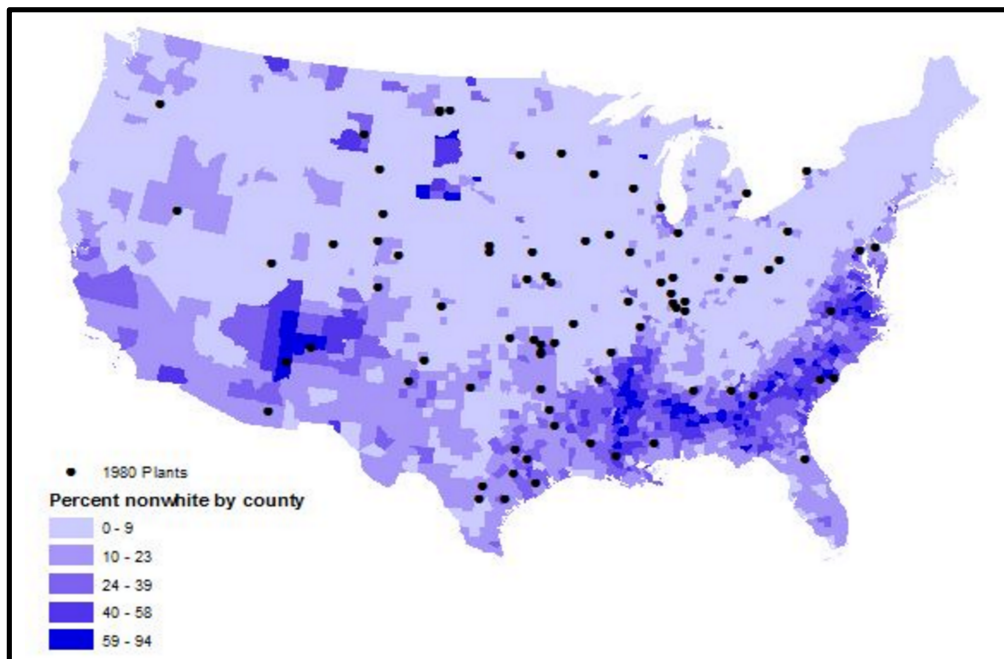 1980 Plants
Percent nonwhite by county
0 - 9
10 - 23
24 - 39
40 - 58
59 - 94